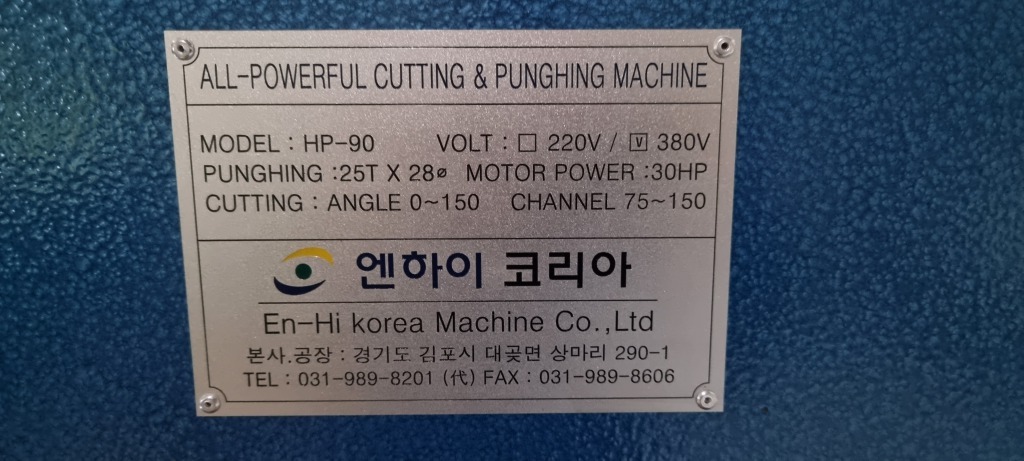 ALL-POWERFUL CUTTING & PUNGHING MACHINE
MODEL : HP-90 VOLT : □ 220V / ☑ 380V
PUNGHING :25T X 28ø MOTOR POWER :30HP
CUTTING : ANGLE 0~150 CHANNEL 75~150
엔하이 코리아
En-Hi korea Machine Co.,Ltd
본사.공장 : 경기도 김포시 대곶면 상마리 290-1
TEL : 031-989-8201 (代) FAX : 031-989-8606